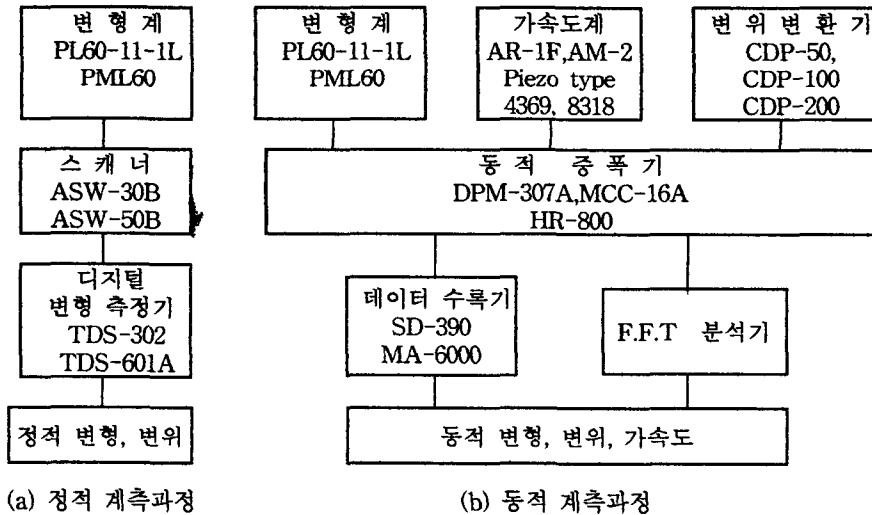 변 형 계
PL60-11-1L
PML60
스 캐 너
ASW-30B
ASW-50B
디지털
변형 측정기
TDS-302
TDS-601A
정적 변형, 변위
(a) 정적 계측과정
변 형 계
PL60-11-1L
PML60
가속도계
AR-1F,AM-2
Piezo type
4369, 8318
변 위 변 환 기
CDP-50,
CDP-100
CDP-200
동 적 증 폭 기
DPM-307A,MCC-16A
HR-800
데이터 수록기
SD-390
MA-6000
F.F.T 분석기
동적 변형, 변위, 가속도
(b) 동적 계측과정